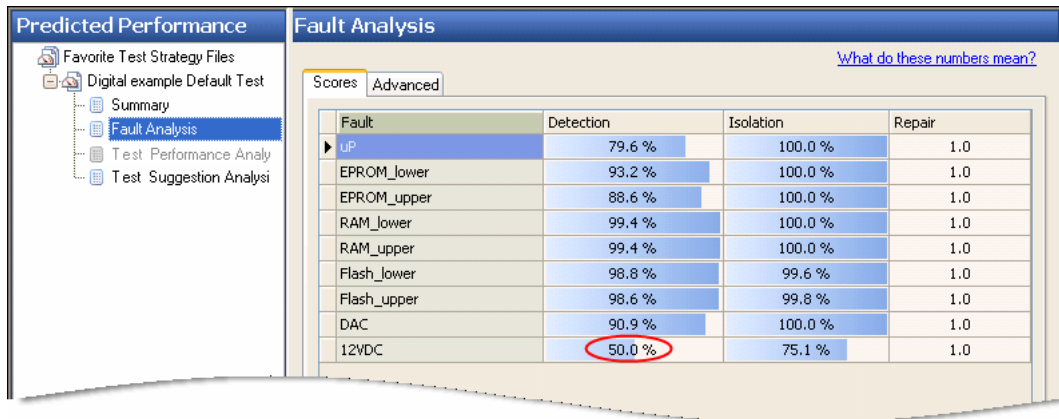 Predicted Performance
Favorite Test Strategy Files
Digital example Default Test
Summary
Fault Analysis
Test Performance Analy
Test Suggestion Analysi
Fault Analysis
What do these numbers mean?
Scores Advanced
Fault Detection Isolation Repair
uP 79.6 % 100.0 % 1.0
EPROM_lower 93.2 % 100.0 % 1.0
EPROM_upper 88.6 % 100.0 % 1.0
RAM_lower 99.4 % 100.0 % 1.0
RAM_upper 99.4 % 100.0 % 1.0
Flash_lower 98.8 % 99.6 % 1.0
Flash_upper 98.6 % 99.8 % 1.0
DAC 90.9 % 100.0 % 1.0
12VDC 50.0 % 75.1 % 1.0